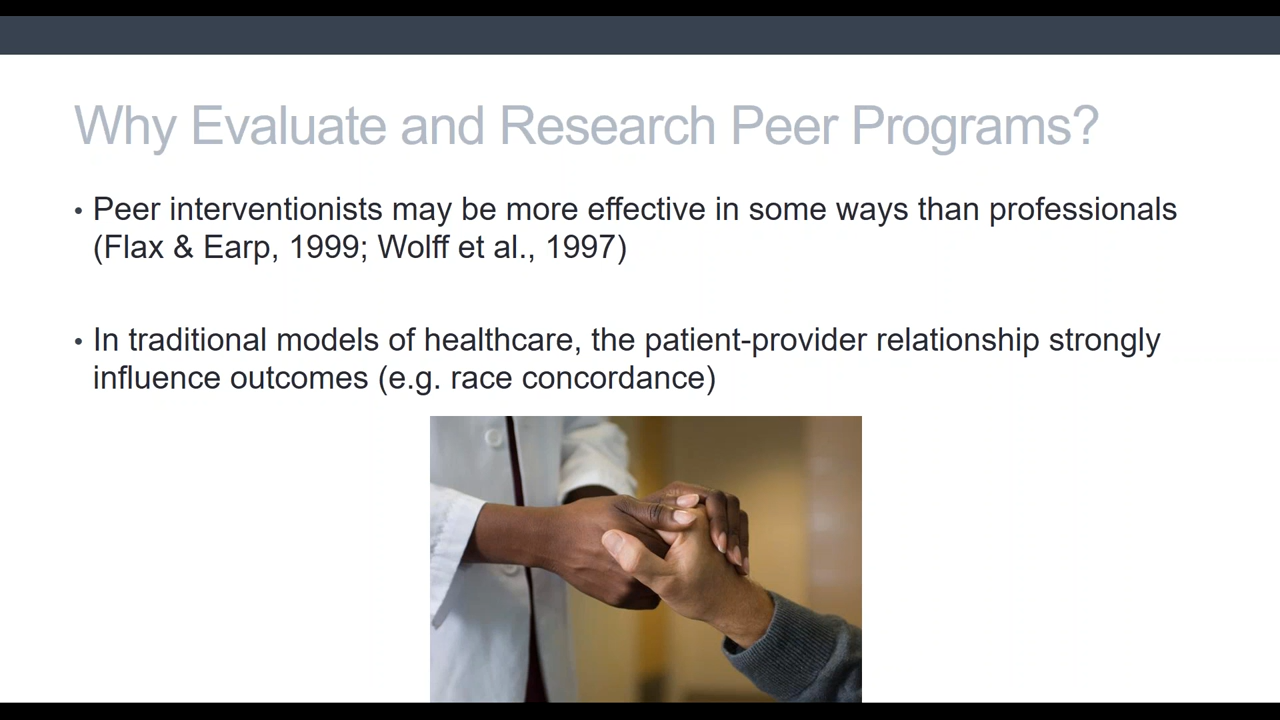 Why Evaluate and Research Peer Programs?
• Peer interventionists may be more effective in some ways than professionals
(Flax & Earp, 1999; Wolff et al., 1997)
• In traditional models of healthcare, the patient-provider relationship strongly
influence outcomes (e.g. race concordance)